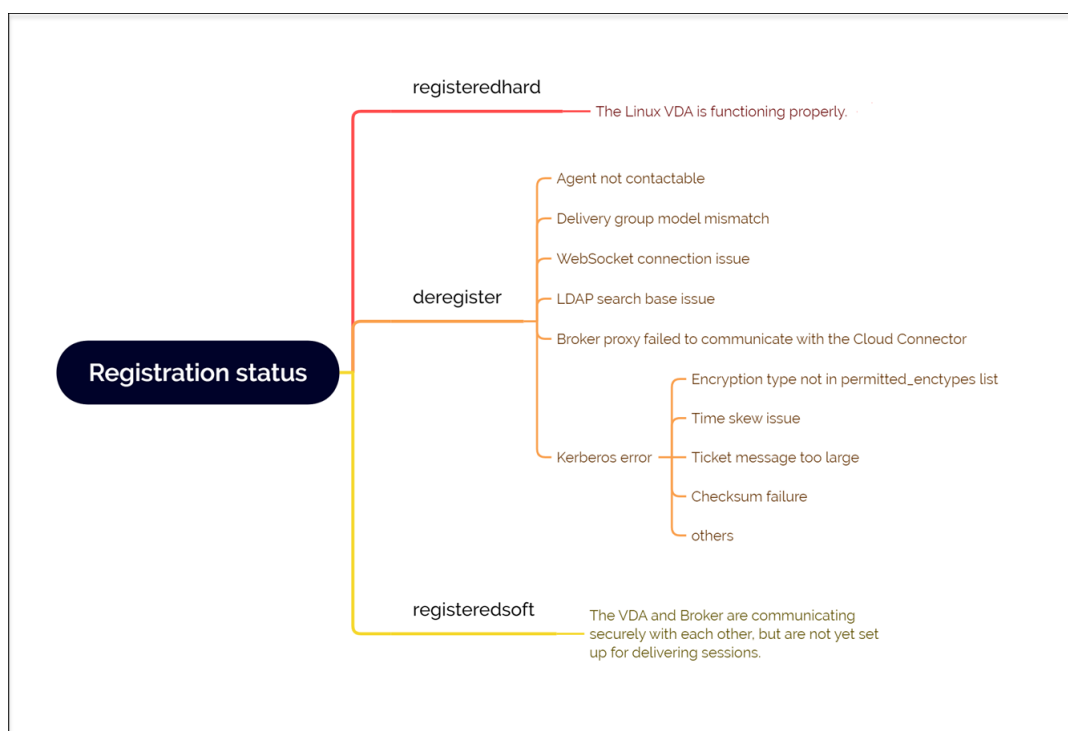 registeredhard
The Linux VDA is functioning properly.
Agent not contactable
Delivery group model mismatch
WebSocket connection issue
deregister
LDAP search base issue
Broker proxy failed to communicate with the Cloud Connector
Registration status
Encryption type not in permitted_enctypes list
Time skew issue
Kerberos error
Ticket message too large
Checksum failure
others
registeredsoft
The VDA and Broker are communicating
securely with each other, but are not yet set
up for delivering sessions.